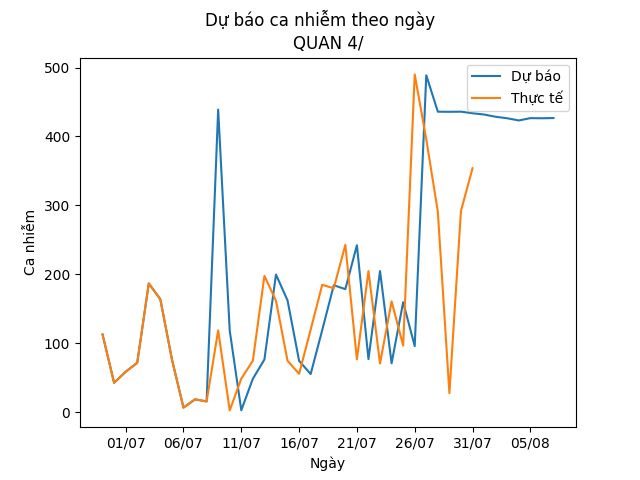 Dự báo ca nhiễm theo ngày
QUAN 4/
Dự báo
Thực tế
Ca nhiễm
500
400
300
200
100
0
01/07 06/07 11/07 16/07 21/07 26/07 31/07 05/08
Ngày